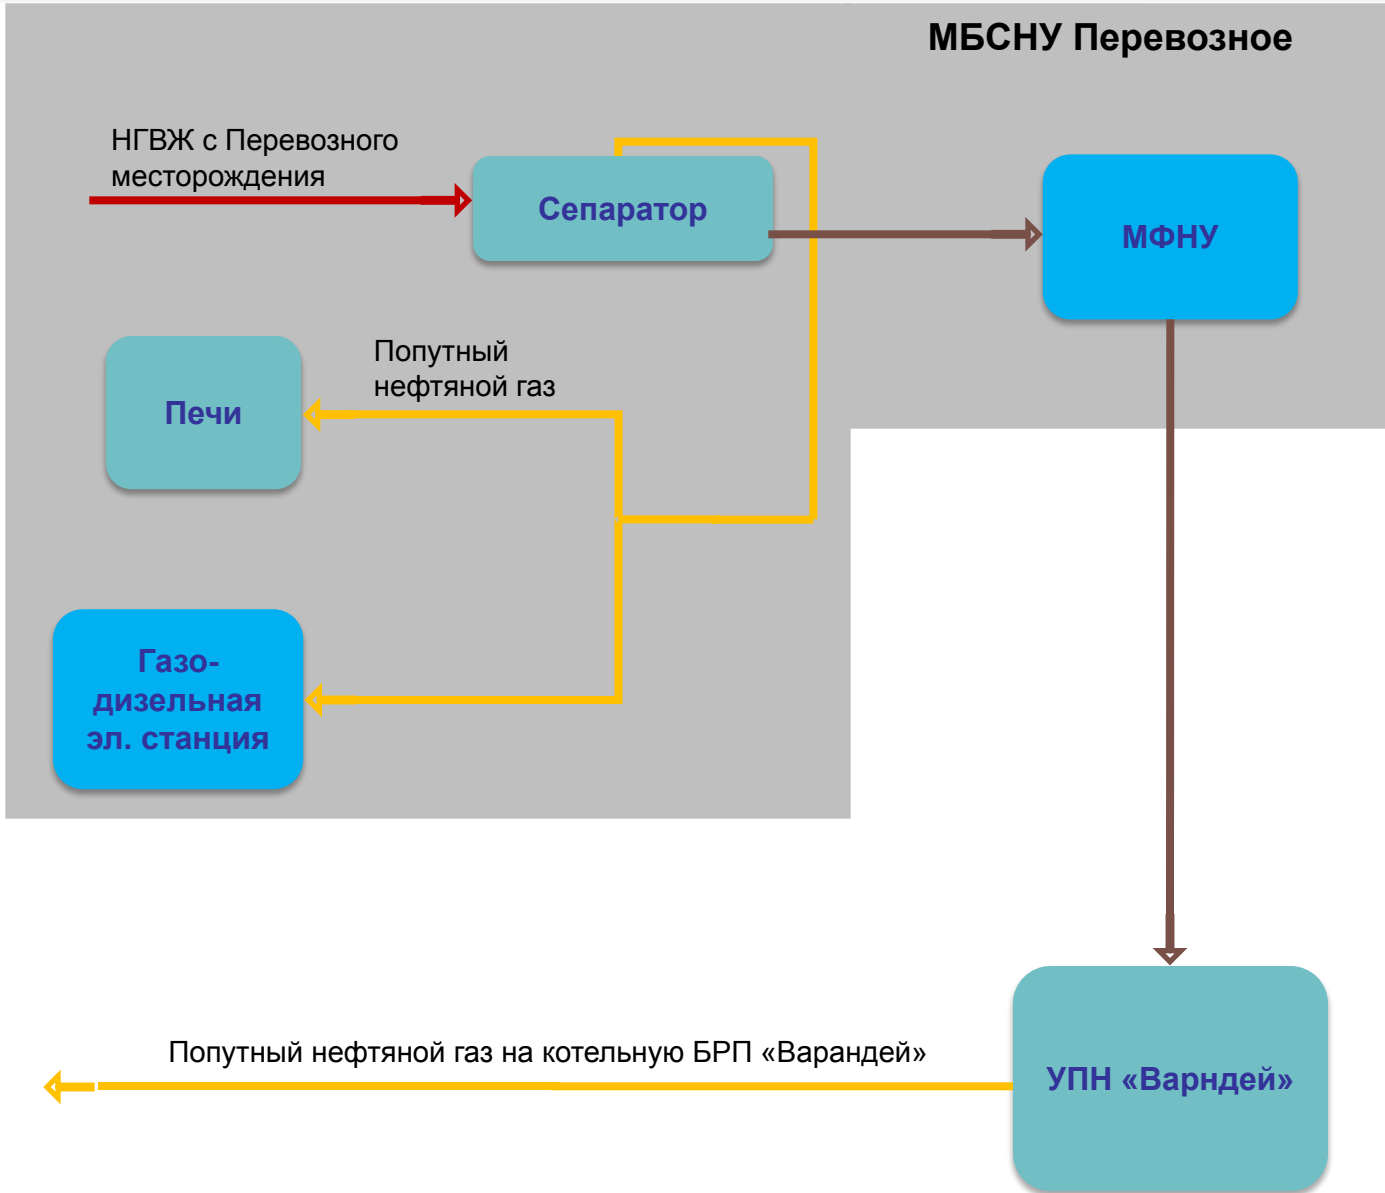 МБСНУ Перевозное
НГВЖ с Перевозного
месторождения
Сепаратор
МФНУ
Попутный
нефтяной газ
Печи
Газо-
дизельная
эл. станция
Попутный нефтяной газ на котельную БРП «Варандей»
УПН «Варндей»